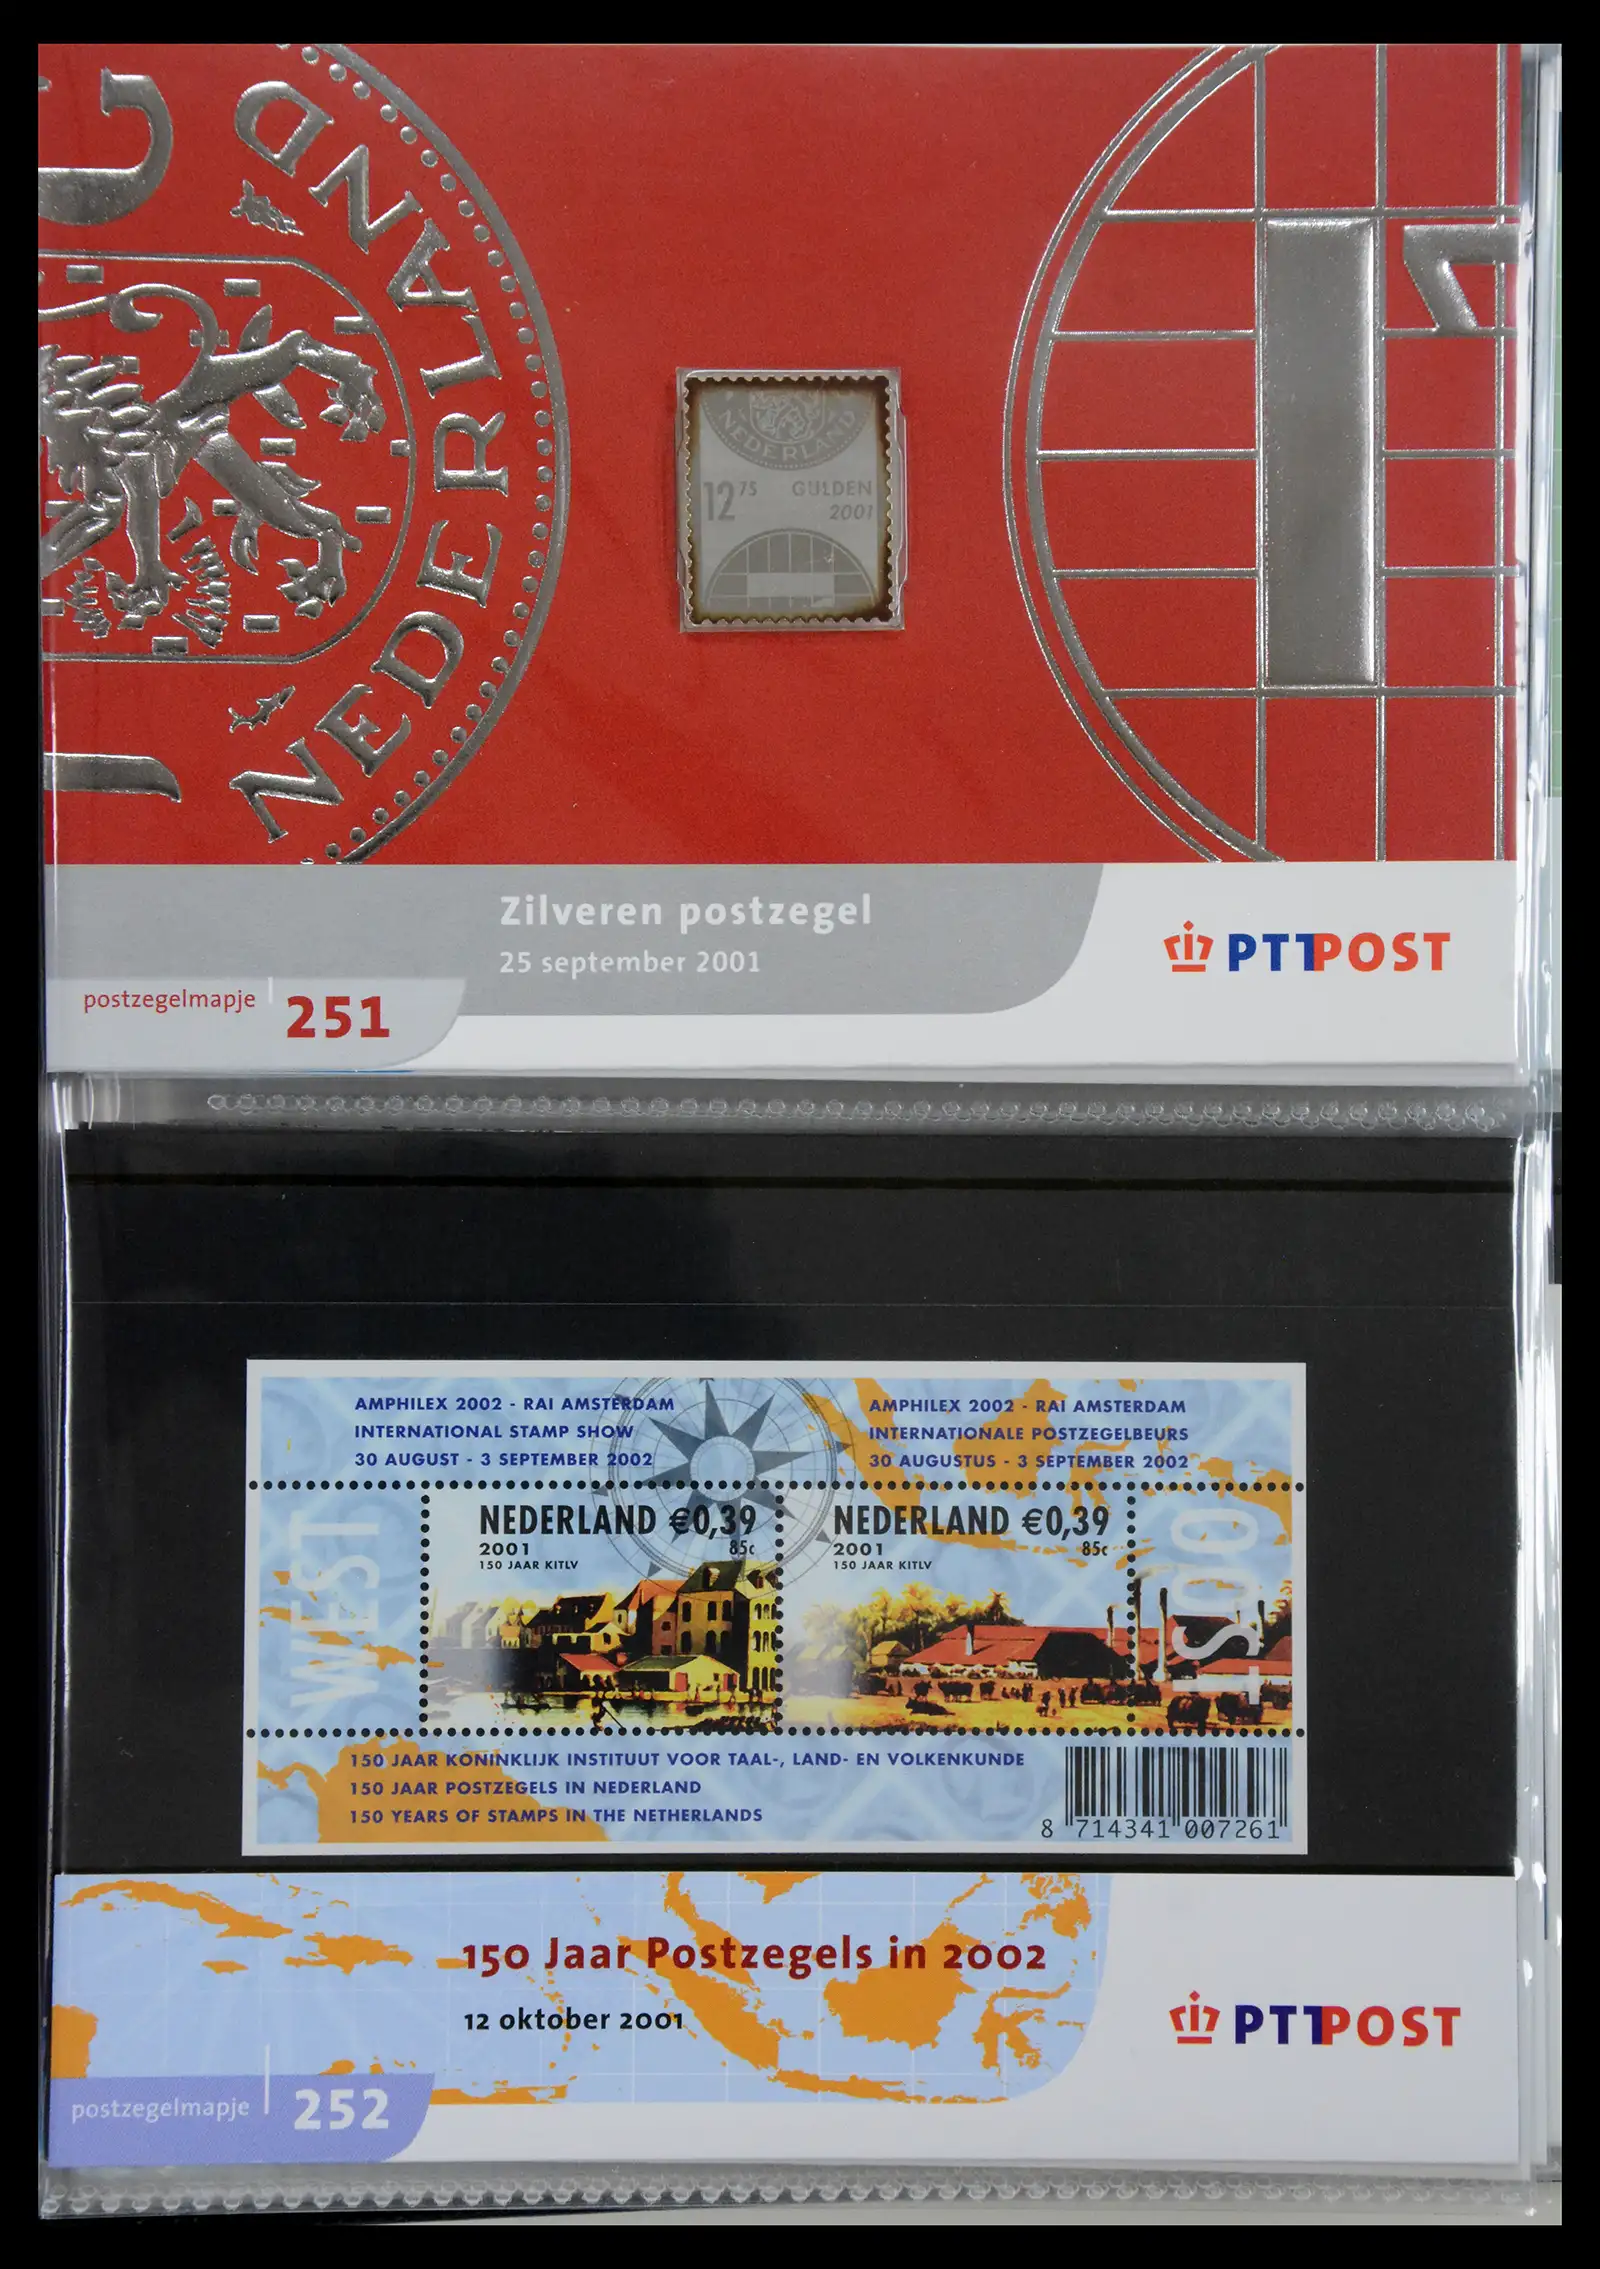 NEDERLAND
NEDERLAND
12 75 GULDEN
2001
Zilveren postzegel
25 september 2001
postzegelmapje 251
PTT POST
AMPHILEX 2002 - RAI AMSTERDAM
INTERNATIONAL STAMP SHOW
30 AUGUST - 3 SEPTEMBER 2002
AMPHILEX 2002 - RAI AMSTERDAM
INTERNATIONALE POSTZEGELBEURS
30 AUGUSTUS - 3 SEPTEMBER 2002
WEST
NEDERLAND €0,39
2001 85c
150 JAAR KITLV
NEDERLAND €0,39
2001 85c
150 JAAR KITLV
OOST
150 JAAR KONINKLIJK INSTITUUT VOOR TAAL-, LAND- EN VOLKENKUNDE
150 JAAR POSTZEGELS IN NEDERLAND
150 YEARS OF STAMPS IN THE NETHERLANDS
8 714341 007261
150 Jaar Postzegels in 2002
12 oktober 2001
postzegelmapje 252
PTT POST